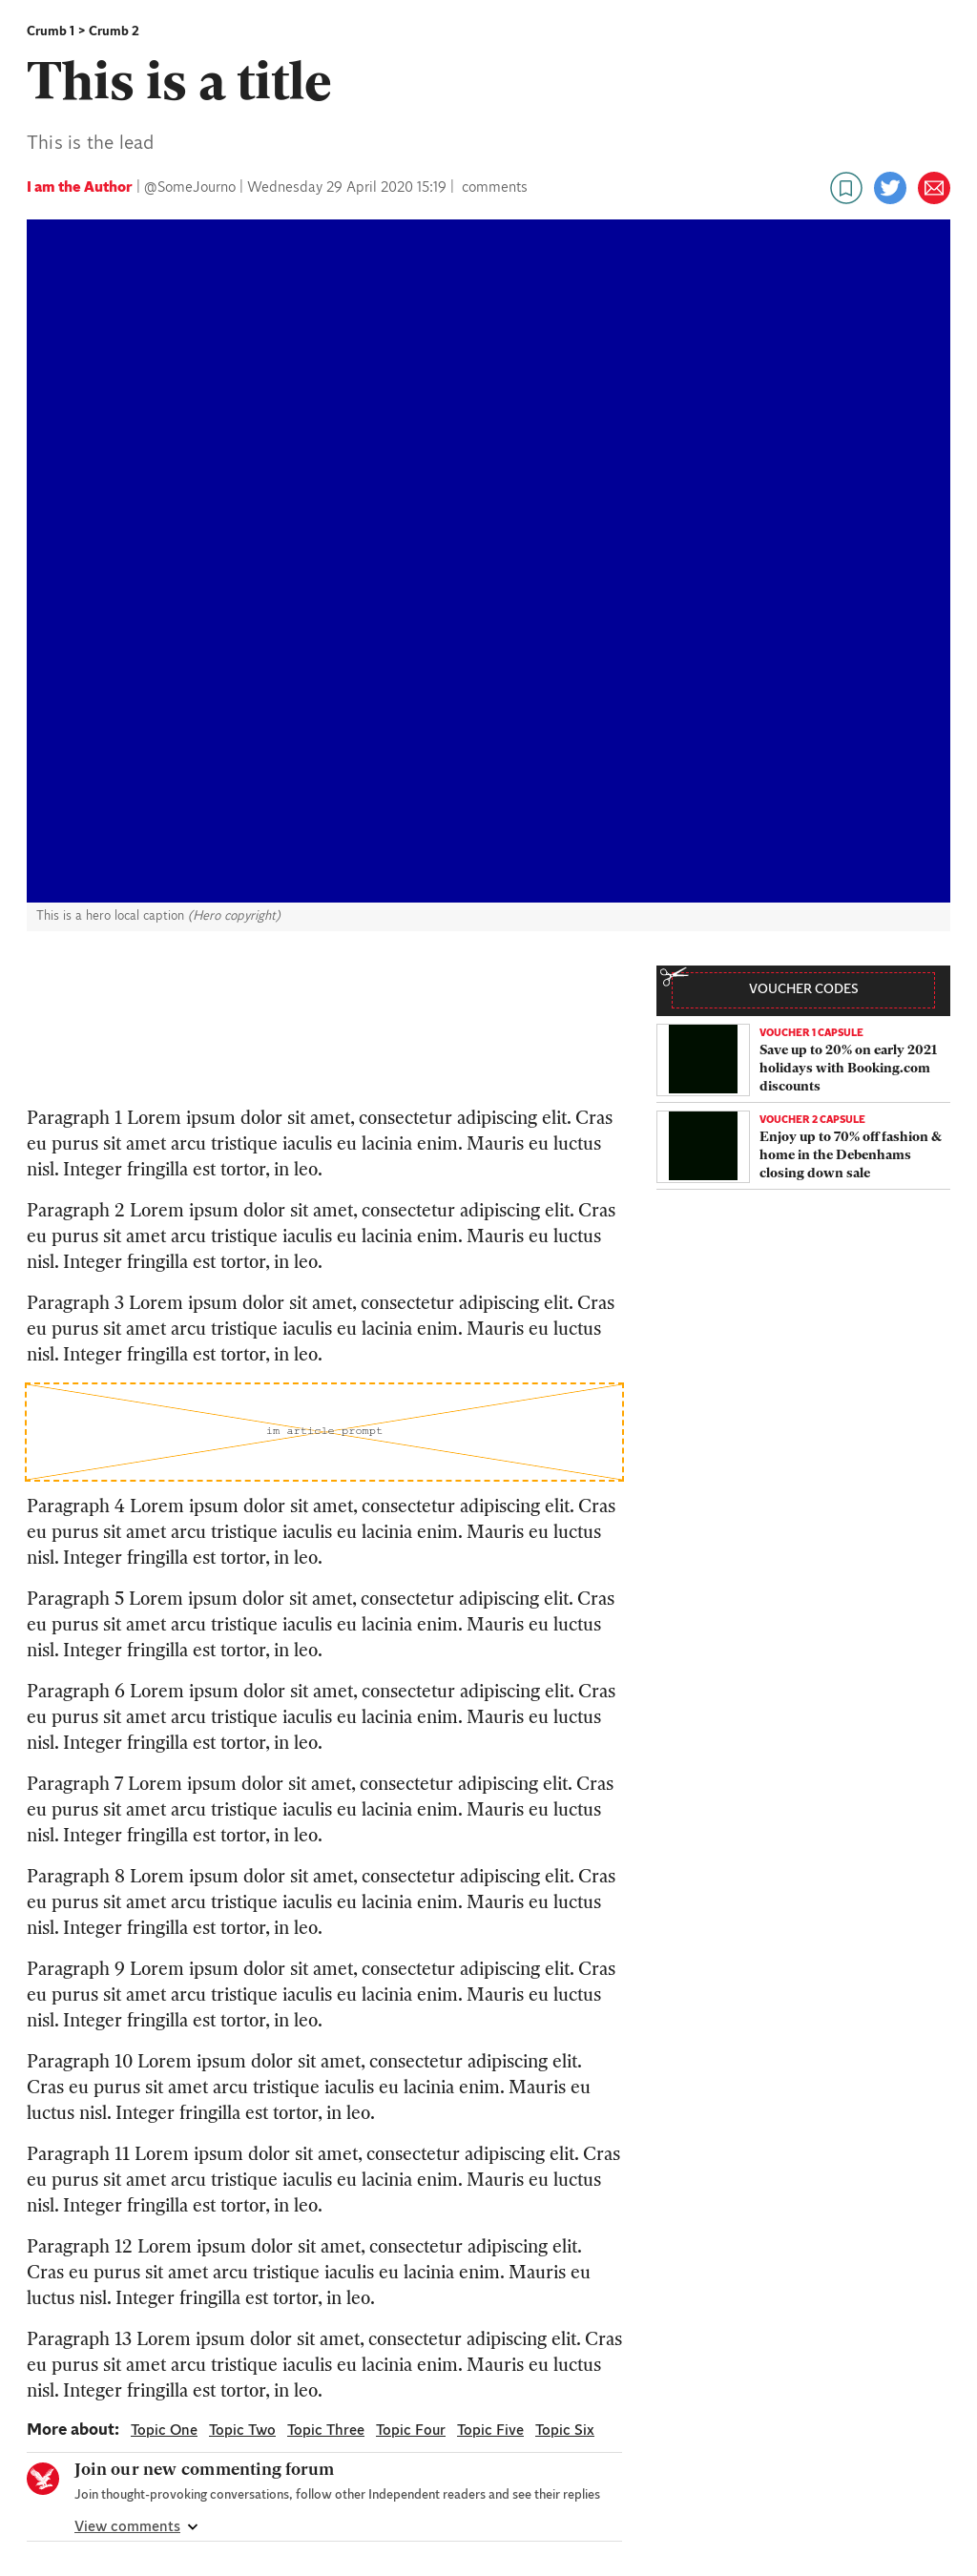 Crumb 1 > Crumb 2
This is a title
This is the lead
I am the Author | @SomeJourno | Wednesday 29 April 2020 15:19 | comments
This is a hero local caption (Hero copyright)
VOUCHER CODES
VOUCHER 1 CAPSULE
Save up to 20% on early 2021
holidays with Booking.com
discounts
VOUCHER 2 CAPSULE
Enjoy up to 70% off fashion &
home in the Debenhams
closing down sale
Paragraph 1 Lorem ipsum dolor sit amet, consectetur adipiscing elit. Cras
eu purus sit amet arcu tristique iaculis eu lacinia enim. Mauris eu luctus
nisl. Integer fringilla est tortor, in leo.
Paragraph 2 Lorem ipsum dolor sit amet, consectetur adipiscing elit. Cras
eu purus sit amet arcu tristique iaculis eu lacinia enim. Mauris eu luctus
nisl. Integer fringilla est tortor, in leo.
Paragraph 3 Lorem ipsum dolor sit amet, consectetur adipiscing elit. Cras
eu purus sit amet arcu tristique iaculis eu lacinia enim. Mauris eu luctus
nisl. Integer fringilla est tortor, in leo.
im article prompt
Paragraph 4 Lorem ipsum dolor sit amet, consectetur adipiscing elit. Cras
eu purus sit amet arcu tristique iaculis eu lacinia enim. Mauris eu luctus
nisl. Integer fringilla est tortor, in leo.
Paragraph 5 Lorem ipsum dolor sit amet, consectetur adipiscing elit. Cras
eu purus sit amet arcu tristique iaculis eu lacinia enim. Mauris eu luctus
nisl. Integer fringilla est tortor, in leo.
Paragraph 6 Lorem ipsum dolor sit amet, consectetur adipiscing elit. Cras
eu purus sit amet arcu tristique iaculis eu lacinia enim. Mauris eu luctus
nisl. Integer fringilla est tortor, in leo.
Paragraph 7 Lorem ipsum dolor sit amet, consectetur adipiscing elit. Cras
eu purus sit amet arcu tristique iaculis eu lacinia enim. Mauris eu luctus
nisl. Integer fringilla est tortor, in leo.
Paragraph 8 Lorem ipsum dolor sit amet, consectetur adipiscing elit. Cras
eu purus sit amet arcu tristique iaculis eu lacinia enim. Mauris eu luctus
nisl. Integer fringilla est tortor, in leo.
Paragraph 9 Lorem ipsum dolor sit amet, consectetur adipiscing elit. Cras
eu purus sit amet arcu tristique iaculis eu lacinia enim. Mauris eu luctus
nisl. Integer fringilla est tortor, in leo.
Paragraph 10 Lorem ipsum dolor sit amet, consectetur adipiscing elit.
Cras eu purus sit amet arcu tristique iaculis eu lacinia enim. Mauris eu
luctus nisl. Integer fringilla est tortor, in leo.
Paragraph 11 Lorem ipsum dolor sit amet, consectetur adipiscing elit. Cras
eu purus sit amet arcu tristique iaculis eu lacinia enim. Mauris eu luctus
nisl. Integer fringilla est tortor, in leo.
Paragraph 12 Lorem ipsum dolor sit amet, consectetur adipiscing elit.
Cras eu purus sit amet arcu tristique iaculis eu lacinia enim. Mauris eu
luctus nisl. Integer fringilla est tortor, in leo.
Paragraph 13 Lorem ipsum dolor sit amet, consectetur adipiscing elit. Cras
eu purus sit amet arcu tristique iaculis eu lacinia enim. Mauris eu luctus
nisl. Integer fringilla est tortor, in leo.
More about: Topic One Topic Two Topic Three Topic Four Topic Five Topic Six
Join our new commenting forum
Join thought-provoking conversations, follow other Independent readers and see their replies
View comments